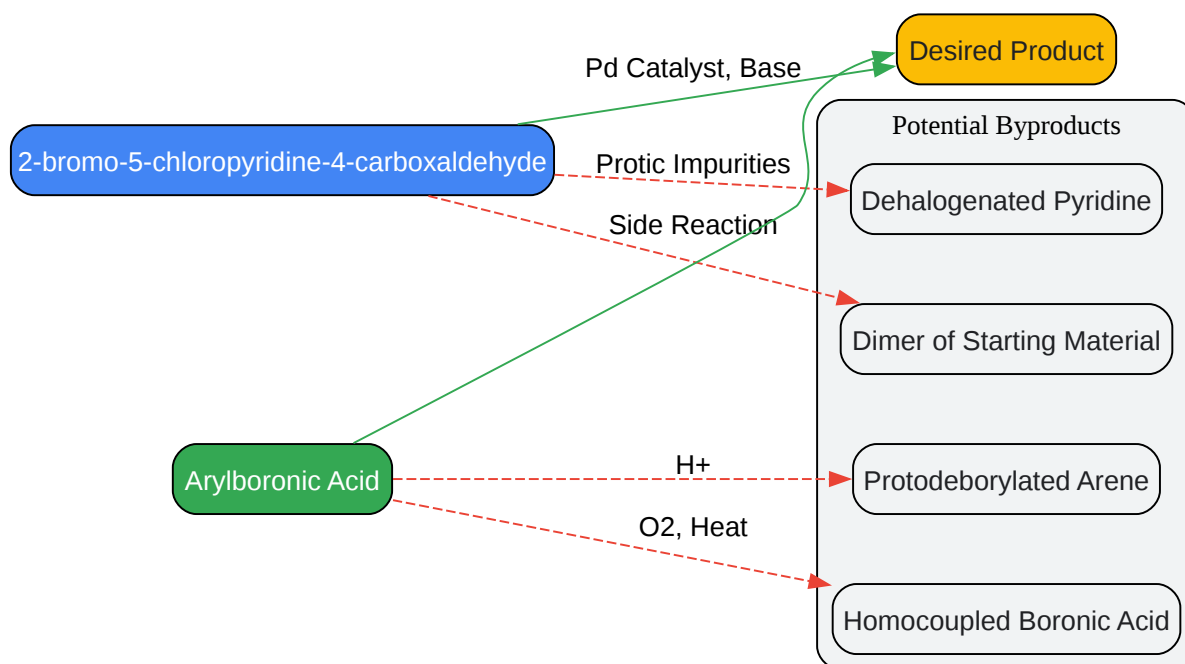 Desired Product
Pd Catalyst, Base
Potential Byproducts
2-bromo-5-chloropyridine-4-carboxaldehyde
Protic Impurities
Dehalogenated Pyridine
Side Reaction
Dimer of Starting Material
Arylboronic Acid
H+
Protodeborylated Arene
O2, Heat
Homocoupled Boronic Acid